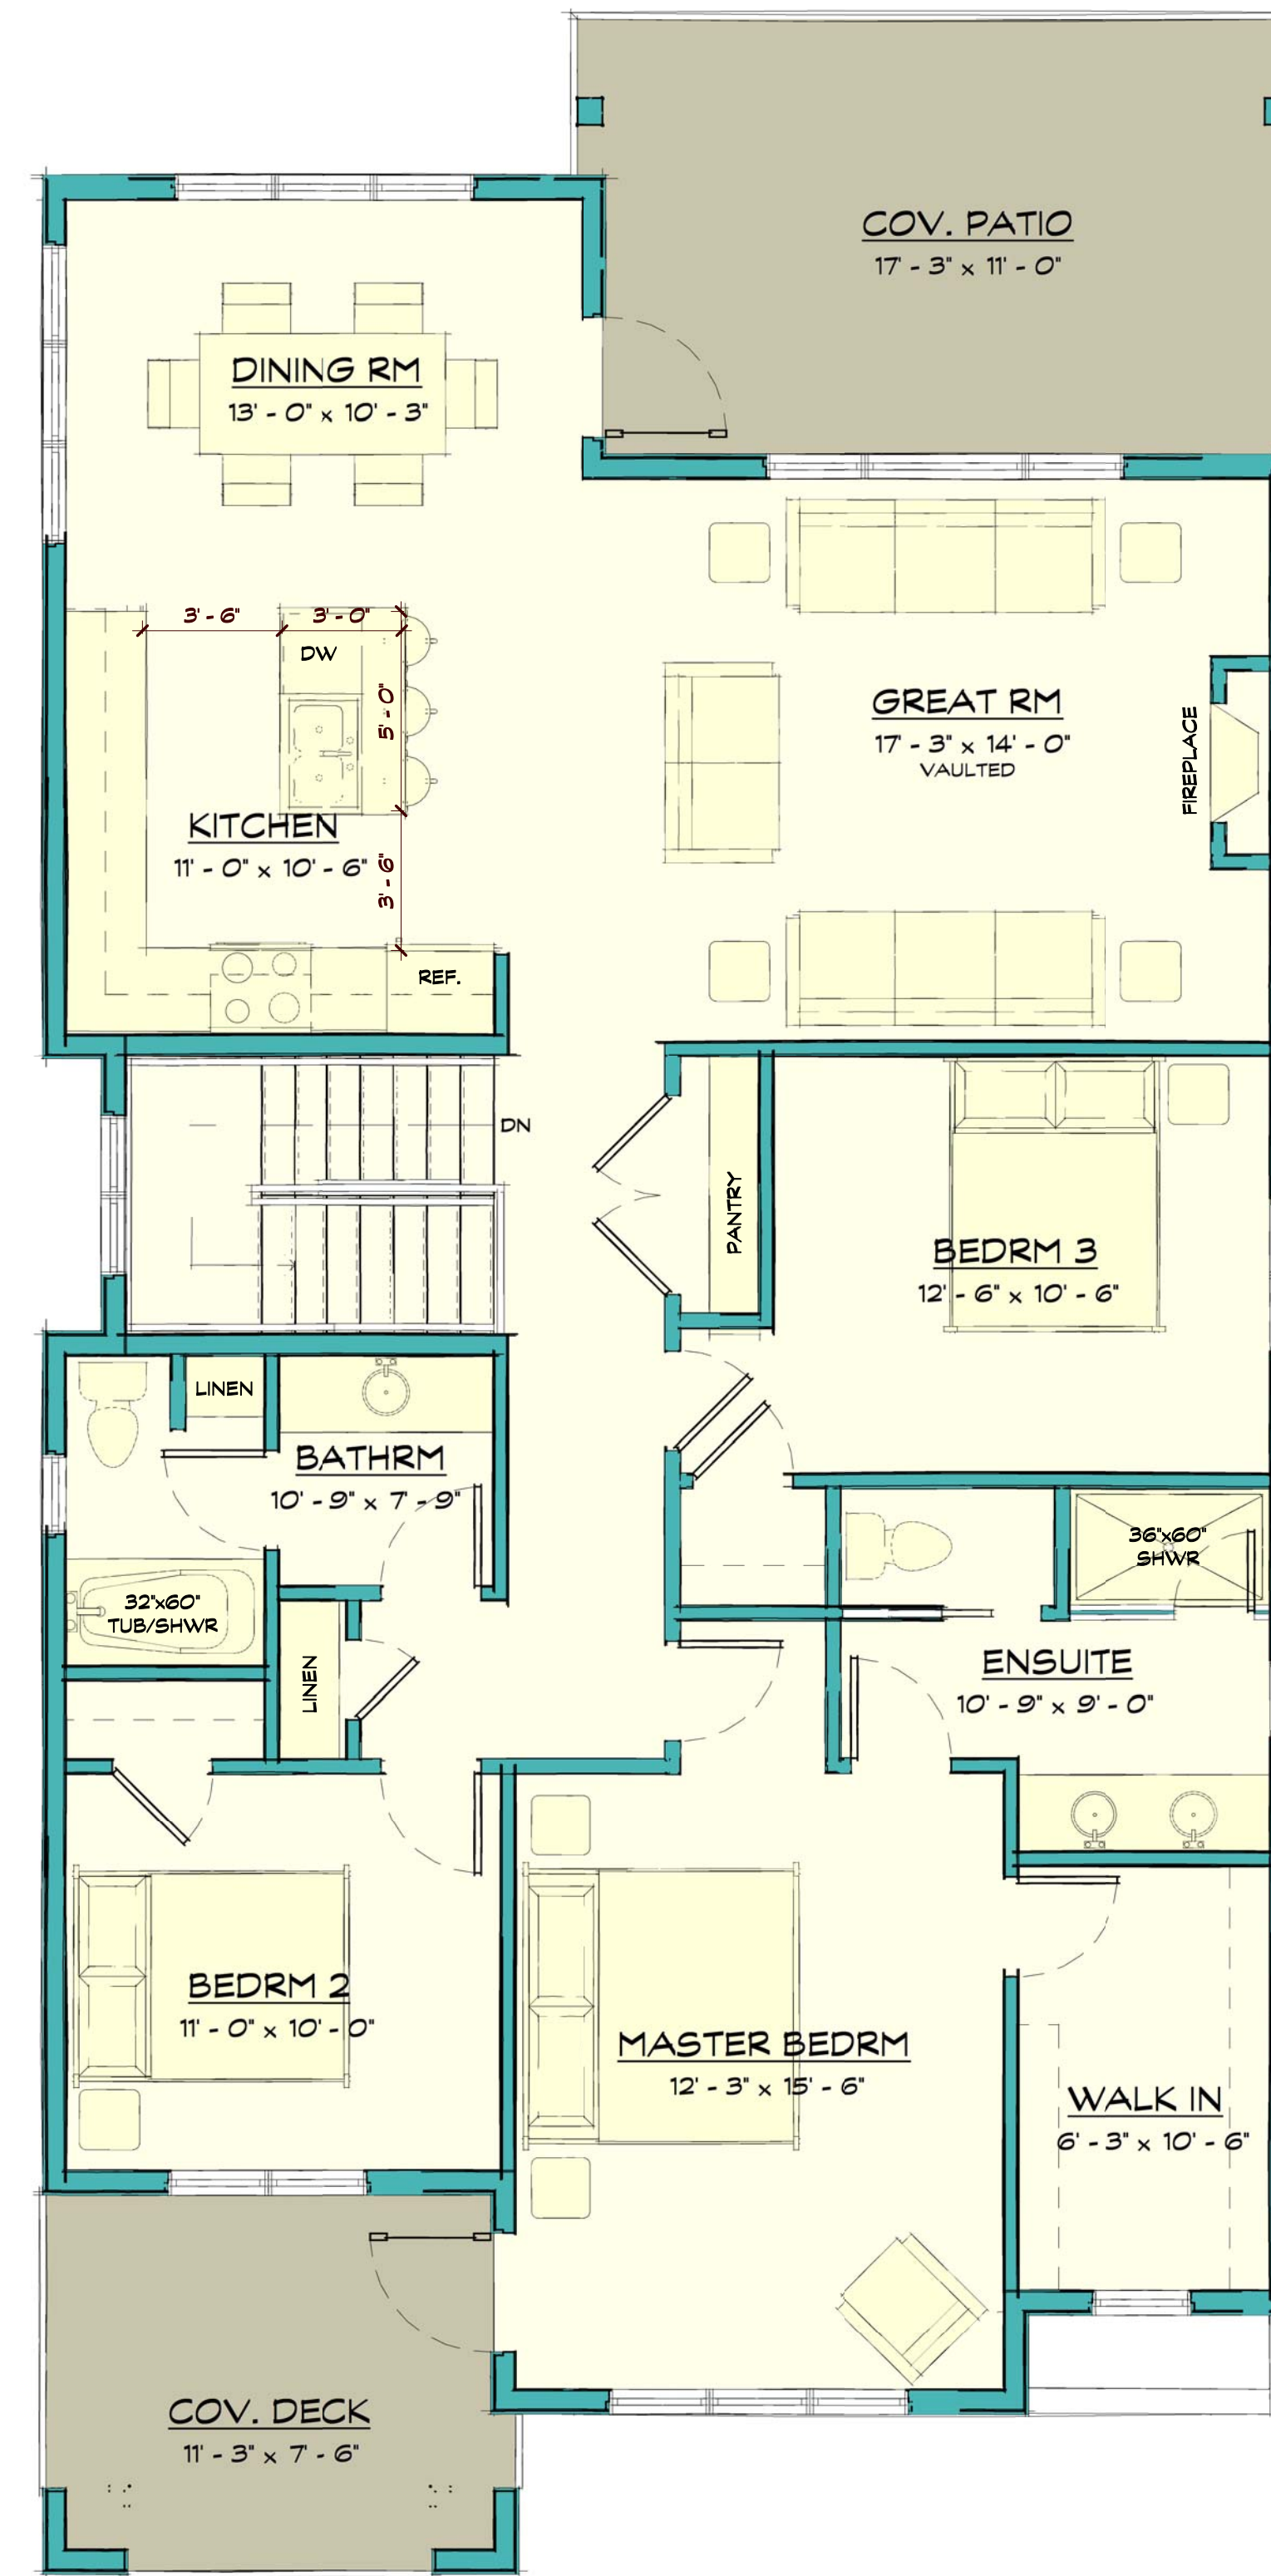 COV. PATIO
17' - 3" x 11' - 0"
DINING RM
13' - 0" x 10' - 3"
3' - 6"
3' - 0"
DW
5' - 0"
GREAT RM
17' - 3" x 14' - 0"
VAULTED
FIREPLACE
KITCHEN
11' - 0" x 10' - 6"
3' - 6"
REF.
DN
PANTRY
BEDRM 3
12' - 6" x 10' - 6"
LINEN
BATHRM
10' - 9" x 7' - 9"
36"x60"
SHWR
32"x60"
TUB/SHWR
LINEN
ENSUITE
10' - 9" x 9' - 0"
BEDRM 2
11' - 0" x 10' - 0"
MASTER BEDRM
12' - 3" x 15' - 6"
WALK IN
6' - 3" x 10' - 6"
COV. DECK
11' - 3" x 7' - 6"